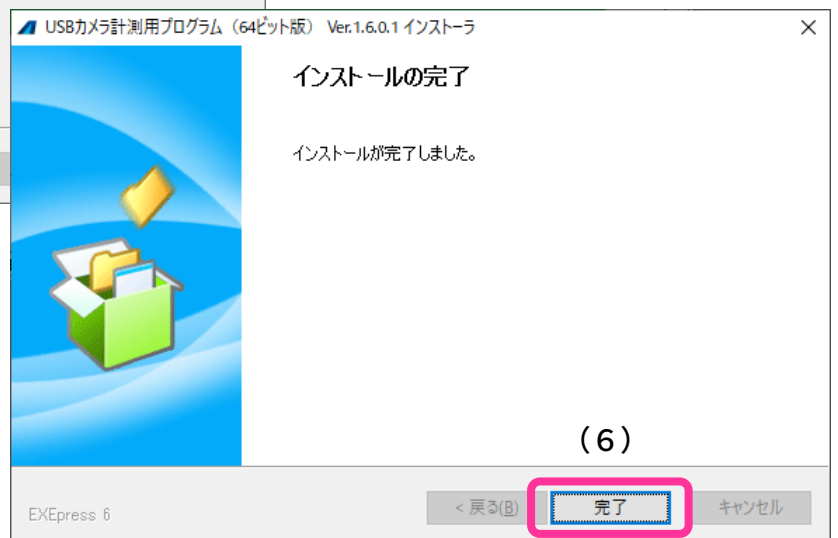 USBカメラ計測用プログラム（64ビット版） Ver.1.6.0.1 インストーラ
インストールの完了
インストールが完了しました。
（6）
EXEpress 6
< 戻る(B)
完了
キャンセル